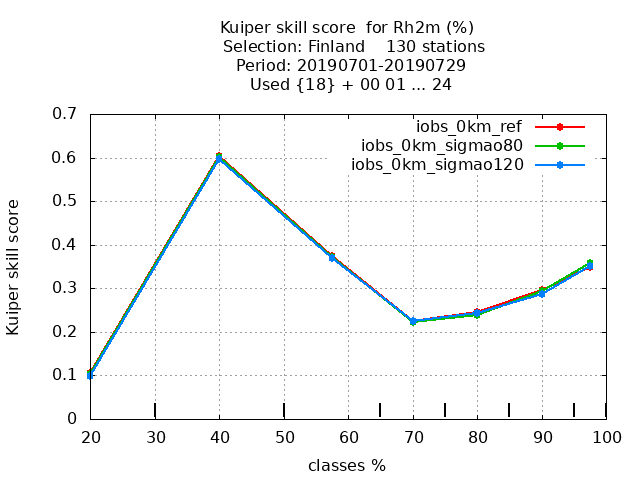 Kuiper skill score  for Rh2m (%)
Selection: Finland    130 stations
Period: 20190701-20190729
Used {18} + 00 01 ... 24
iobs_0km_ref
iobs_0km_sigmao80
iobs_0km_sigmao120
Kuiper skill score
0.7
0.6
0.5
0.4
0.3
0.2
0.1
0
20 30 40 50 60 70 80 90 100
classes %